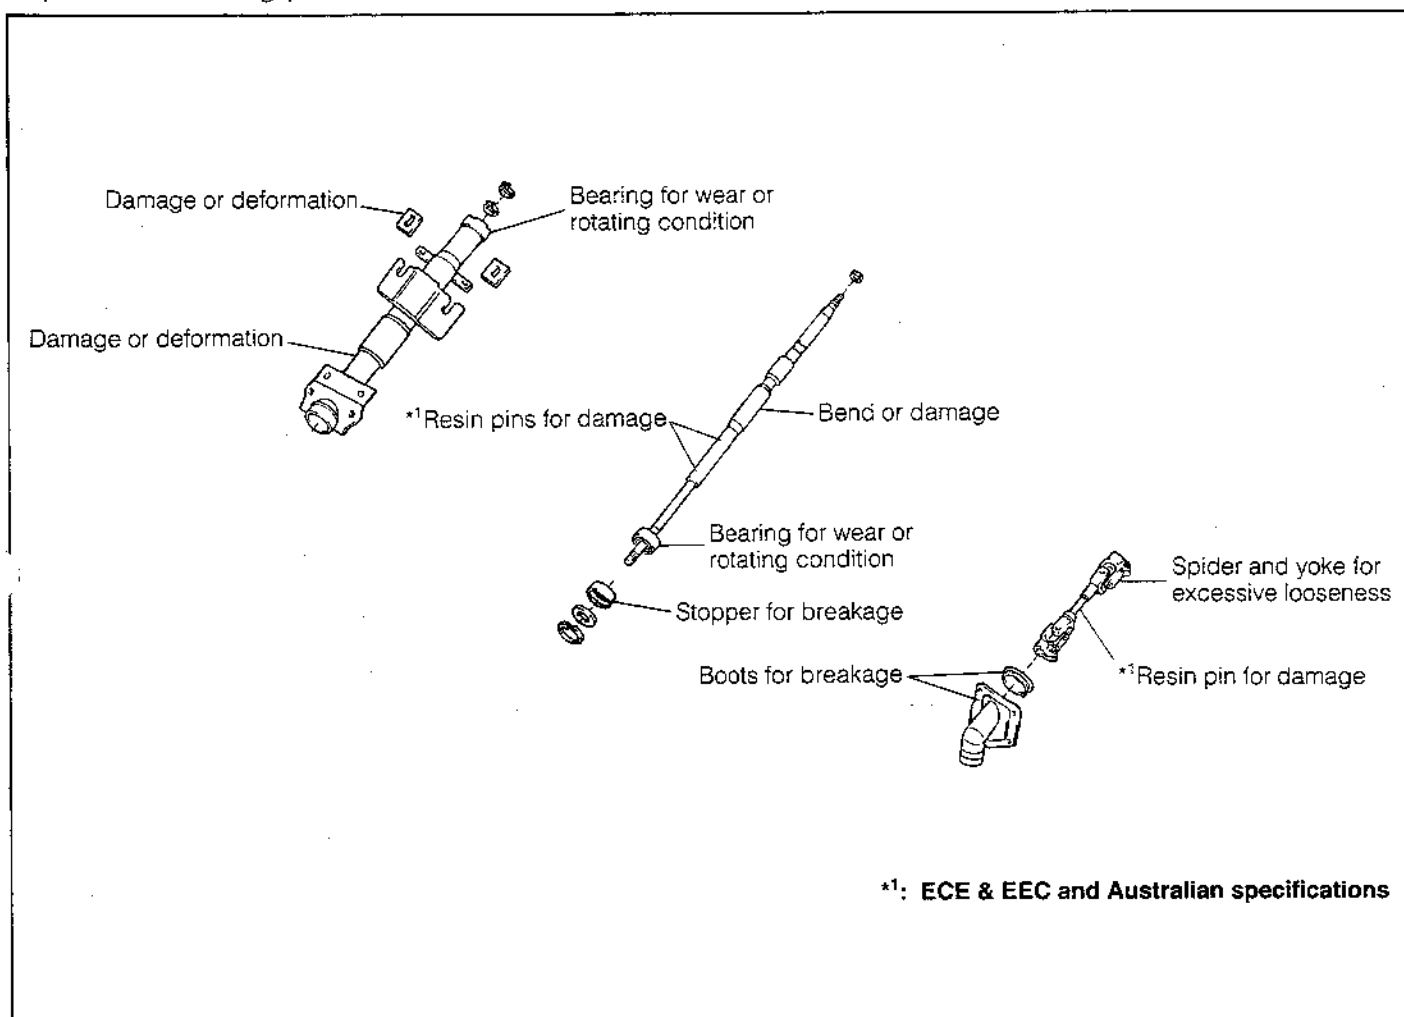 Damage or deformation
Bearing for wear or
rotating condition
Damage or deformation
*1Resin pins for damage
Bend or damage
Bearing for wear or
rotating condition
Stopper for breakage
Spider and yoke for
excessive looseness
Boots for breakage
*1Resin pin for damage
*1: ECE & EEC and Australian specifications